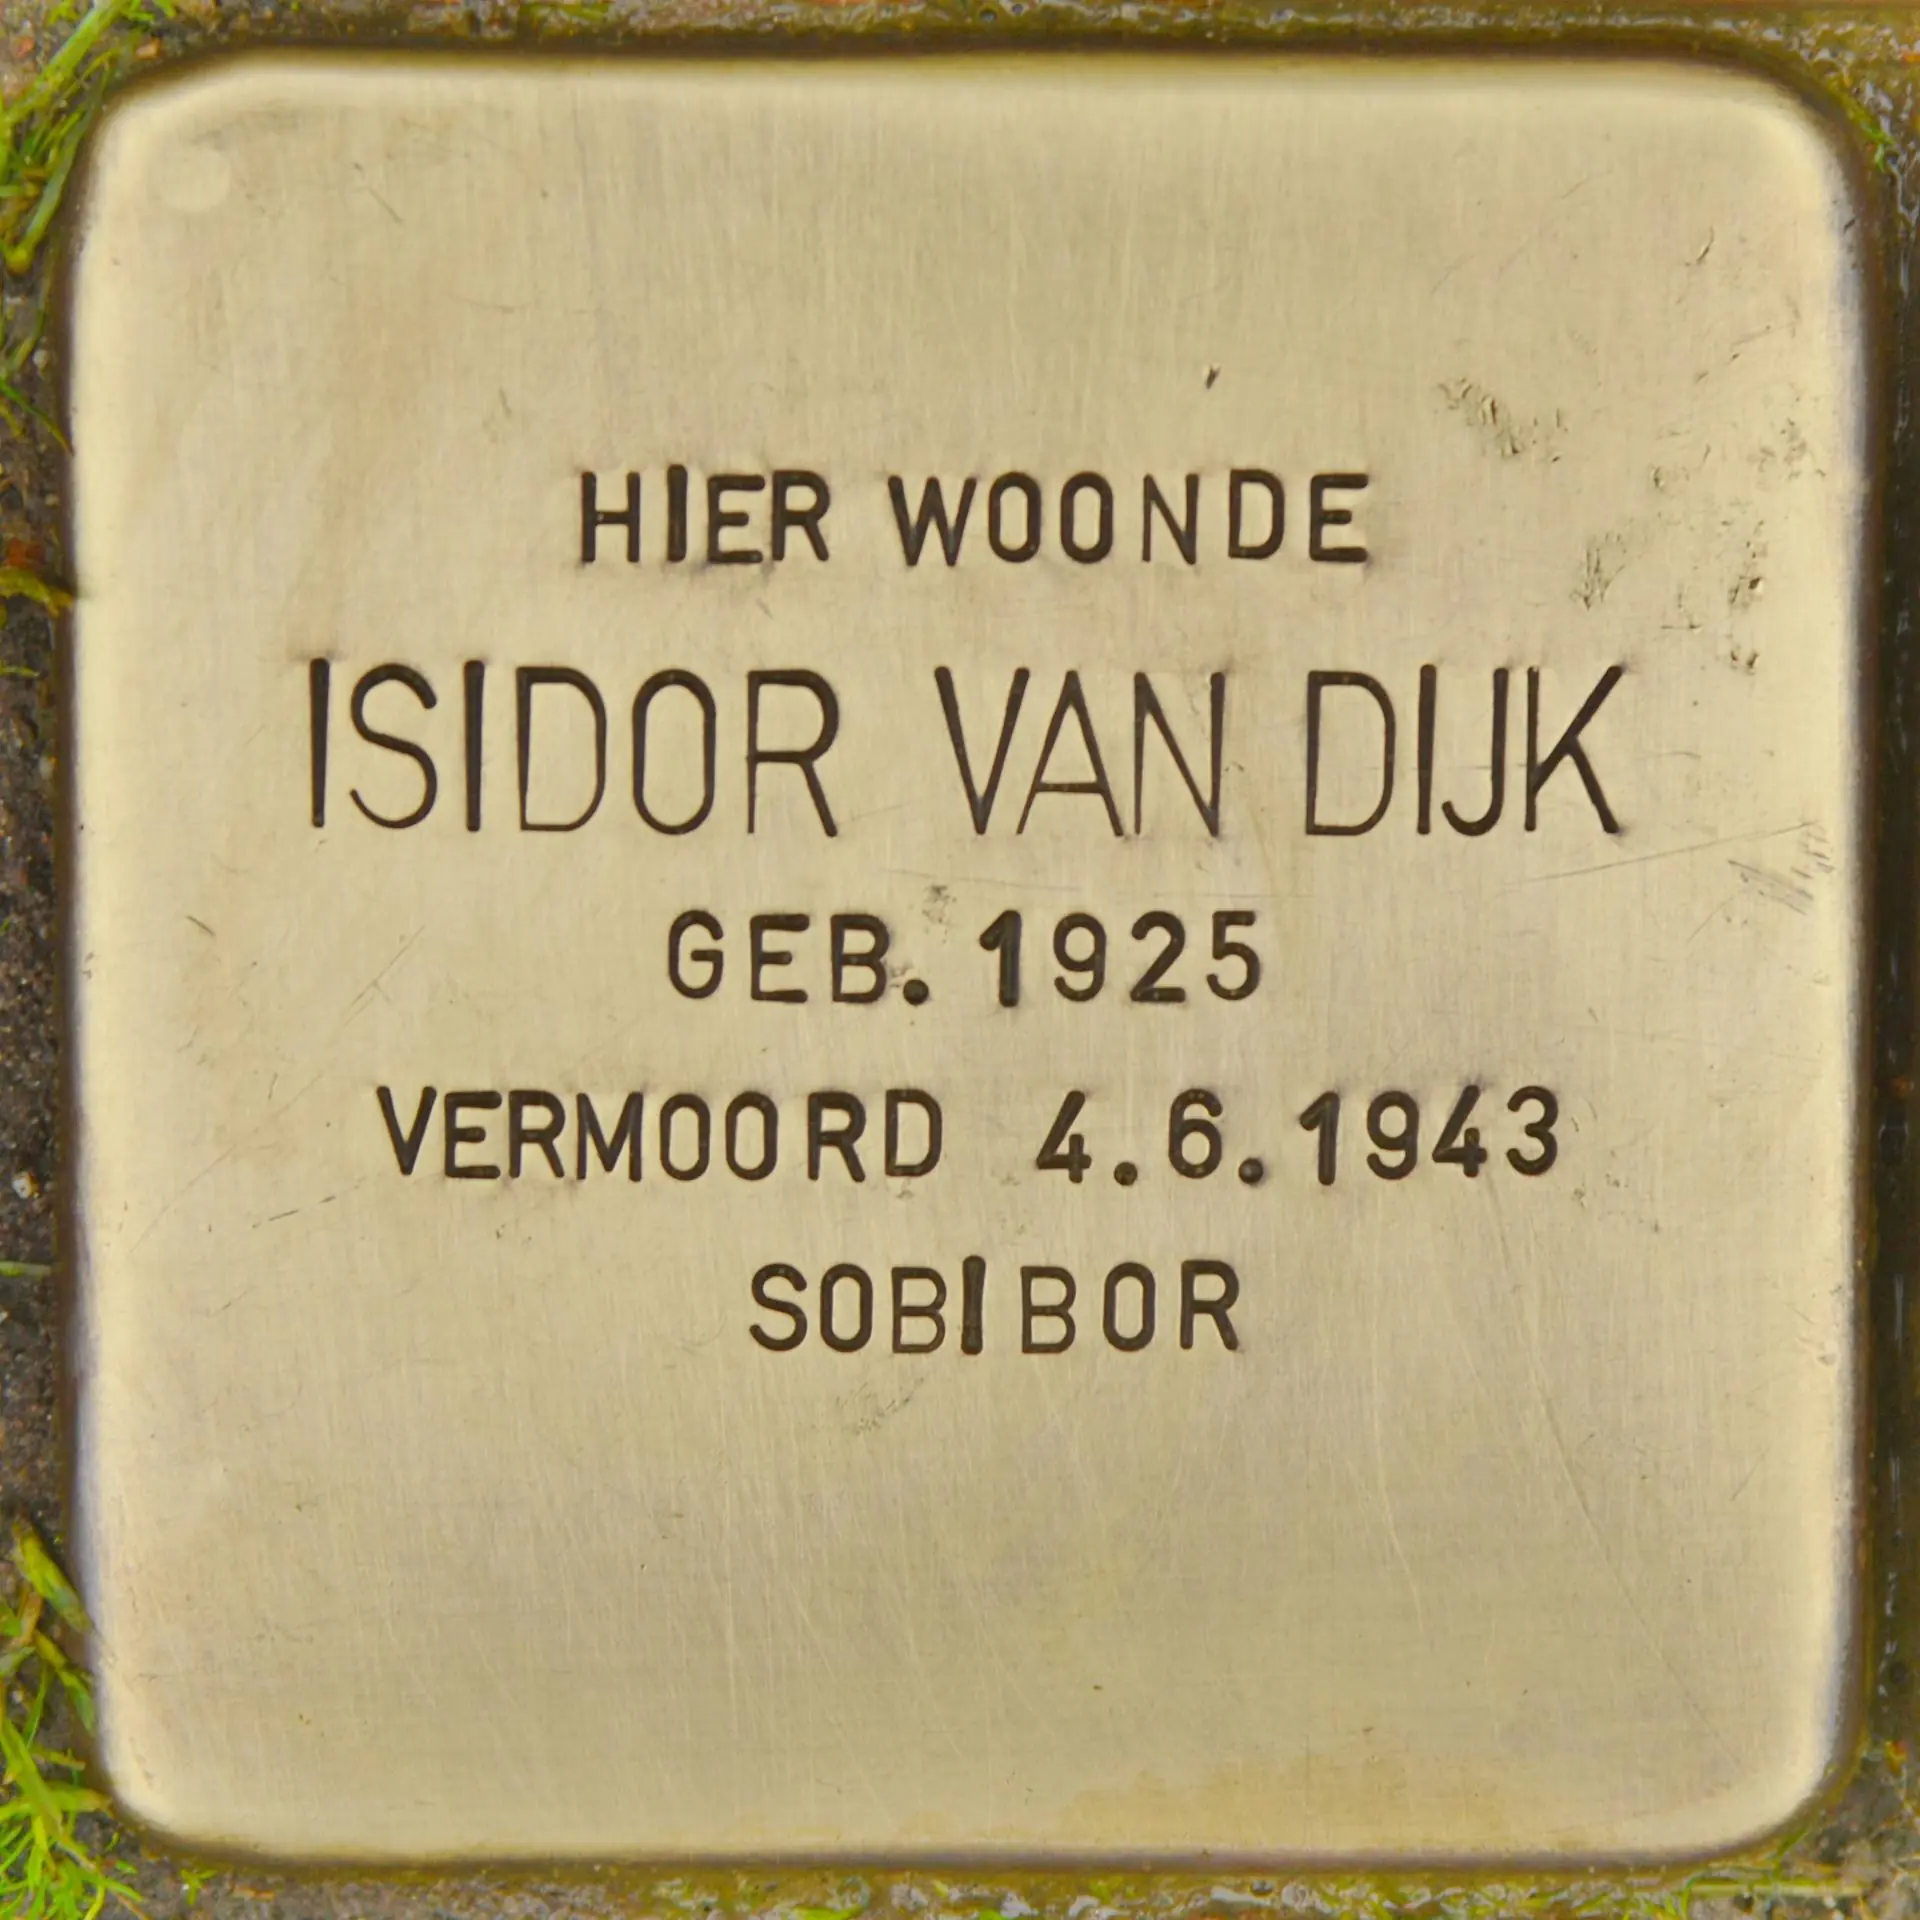 HIER WOONDE
ISIDOR VAN DIJK
GEB. 1925
VERMOORD 4.6.1943
SOBIBOR